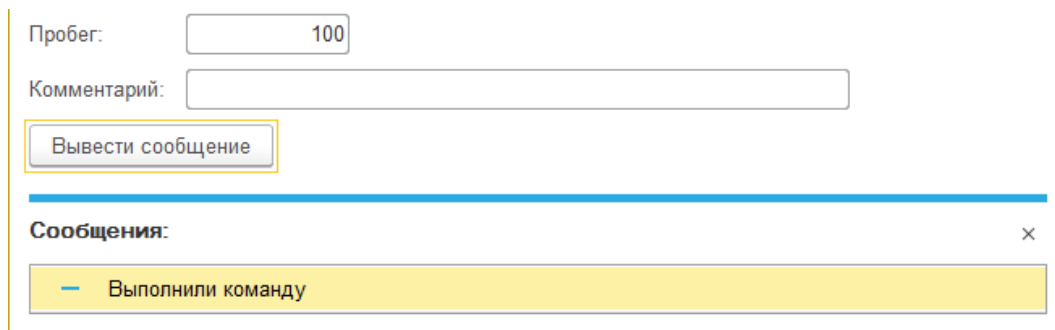 Пробег: 100
Комментарий:
Вывести сообщение
Сообщения:
Выполнили команду